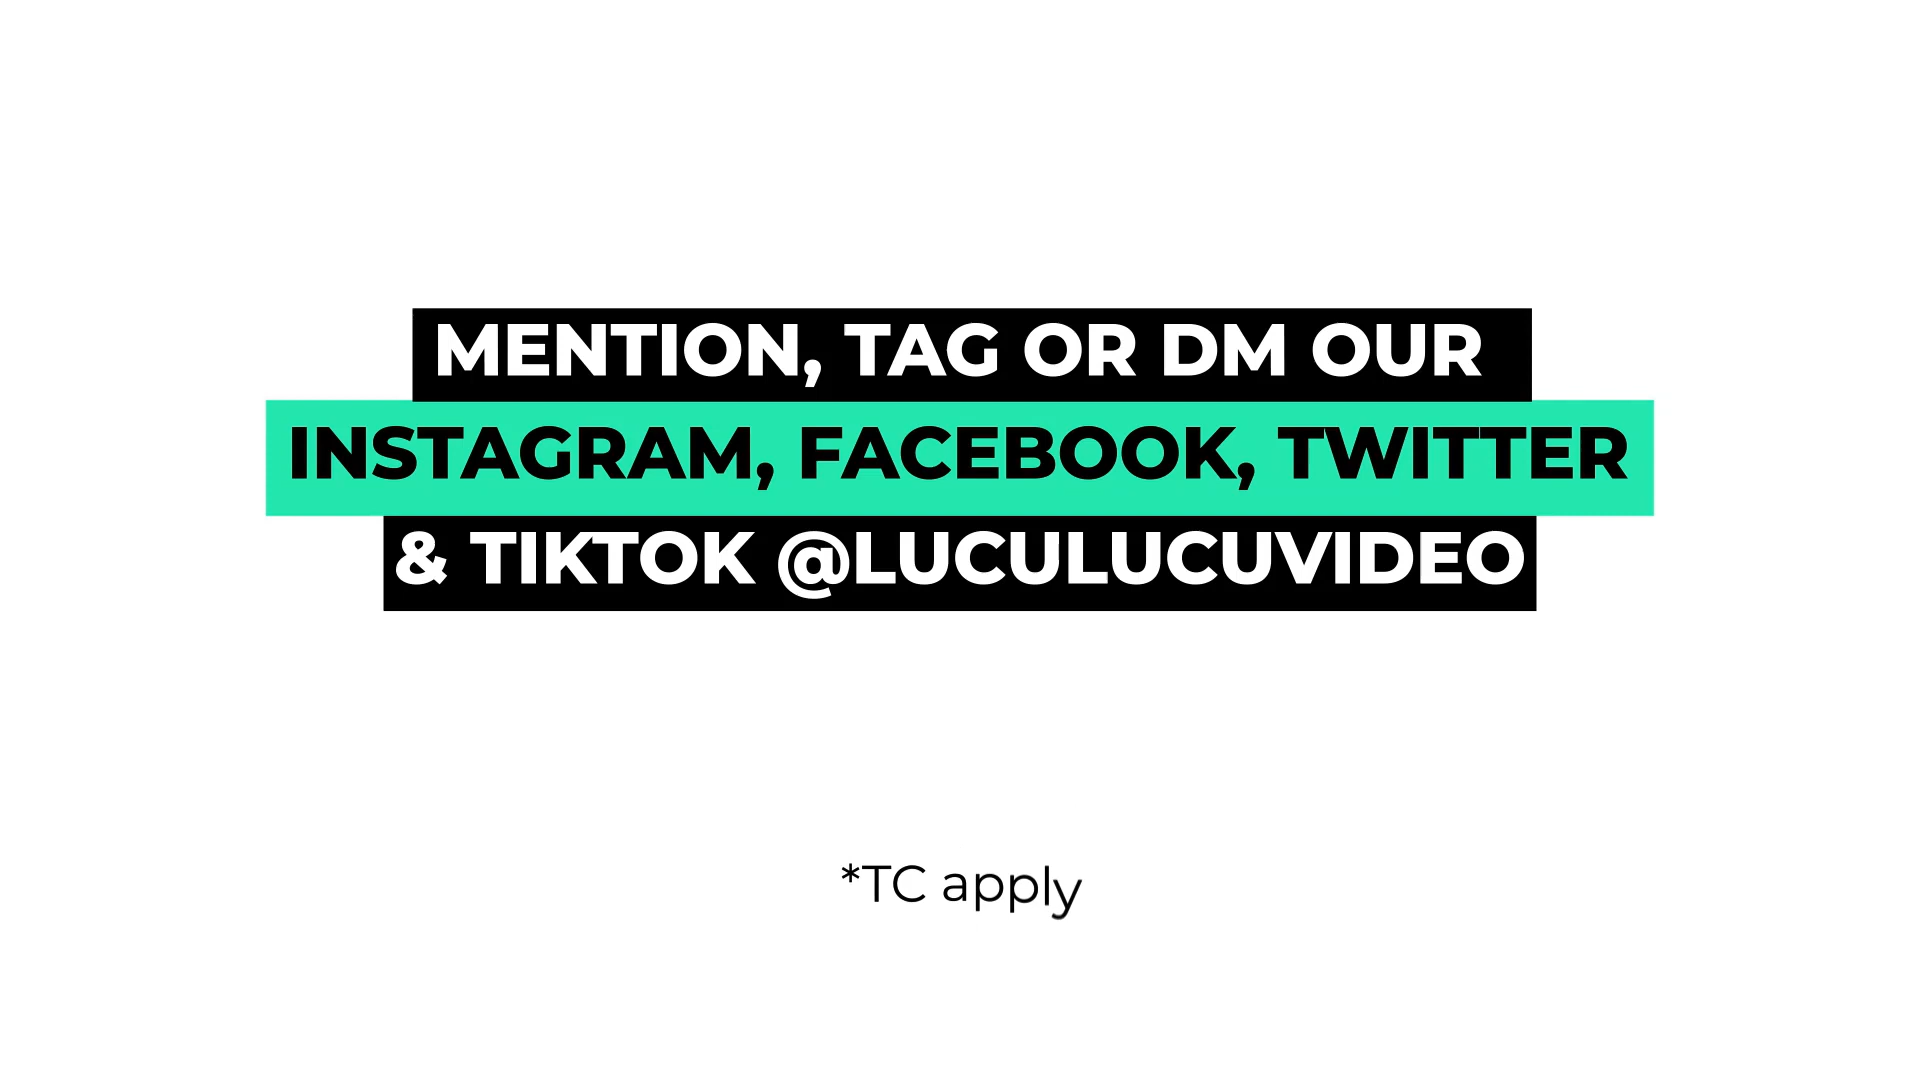 MENTION, TAG OR DM OUR
INSTAGRAM, FACEBOOK, TWITTER
& TIKTOK @LUCULUCUVIDEO
*TC apply